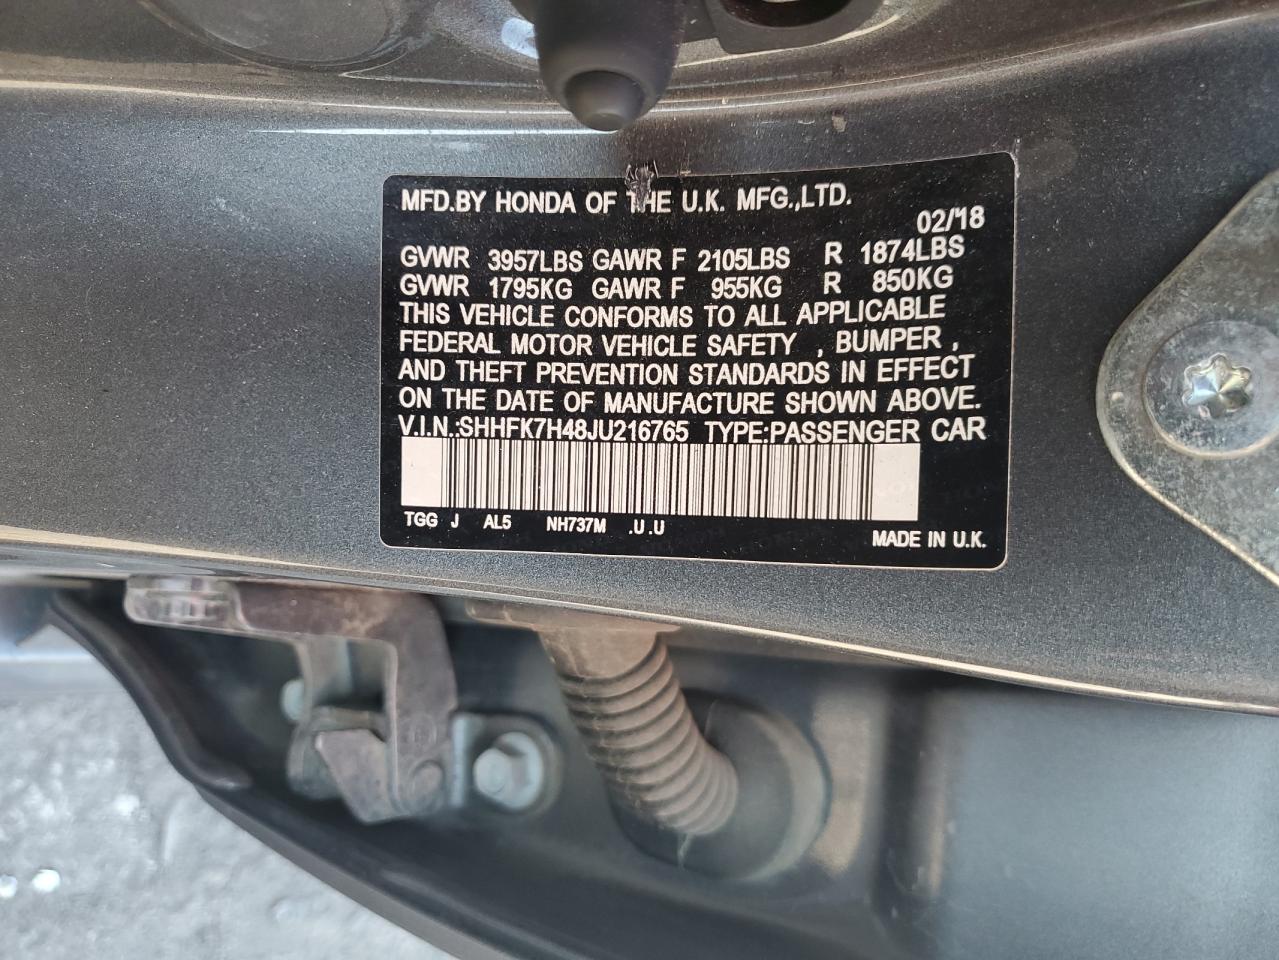 MFD.BY HONDA OF THE U.K. MFG.,LTD.
02/18
GVWR 3957LBS GAWR F 2105LBS R 1874LBS
GVWR 1795KG GAWR F 955KG R 850KG
THIS VEHICLE CONFORMS TO ALL APPLICABLE
FEDERAL MOTOR VEHICLE SAFETY , BUMPER ,
AND THEFT PREVENTION STANDARDS IN EFFECT
ON THE DATE OF MANUFACTURE SHOWN ABOVE.
V.I.N.:SHHFK7H48JU216765 TYPE:PASSENGER CAR
TGG J AL5 NH737M .U.U
MADE IN U.K.